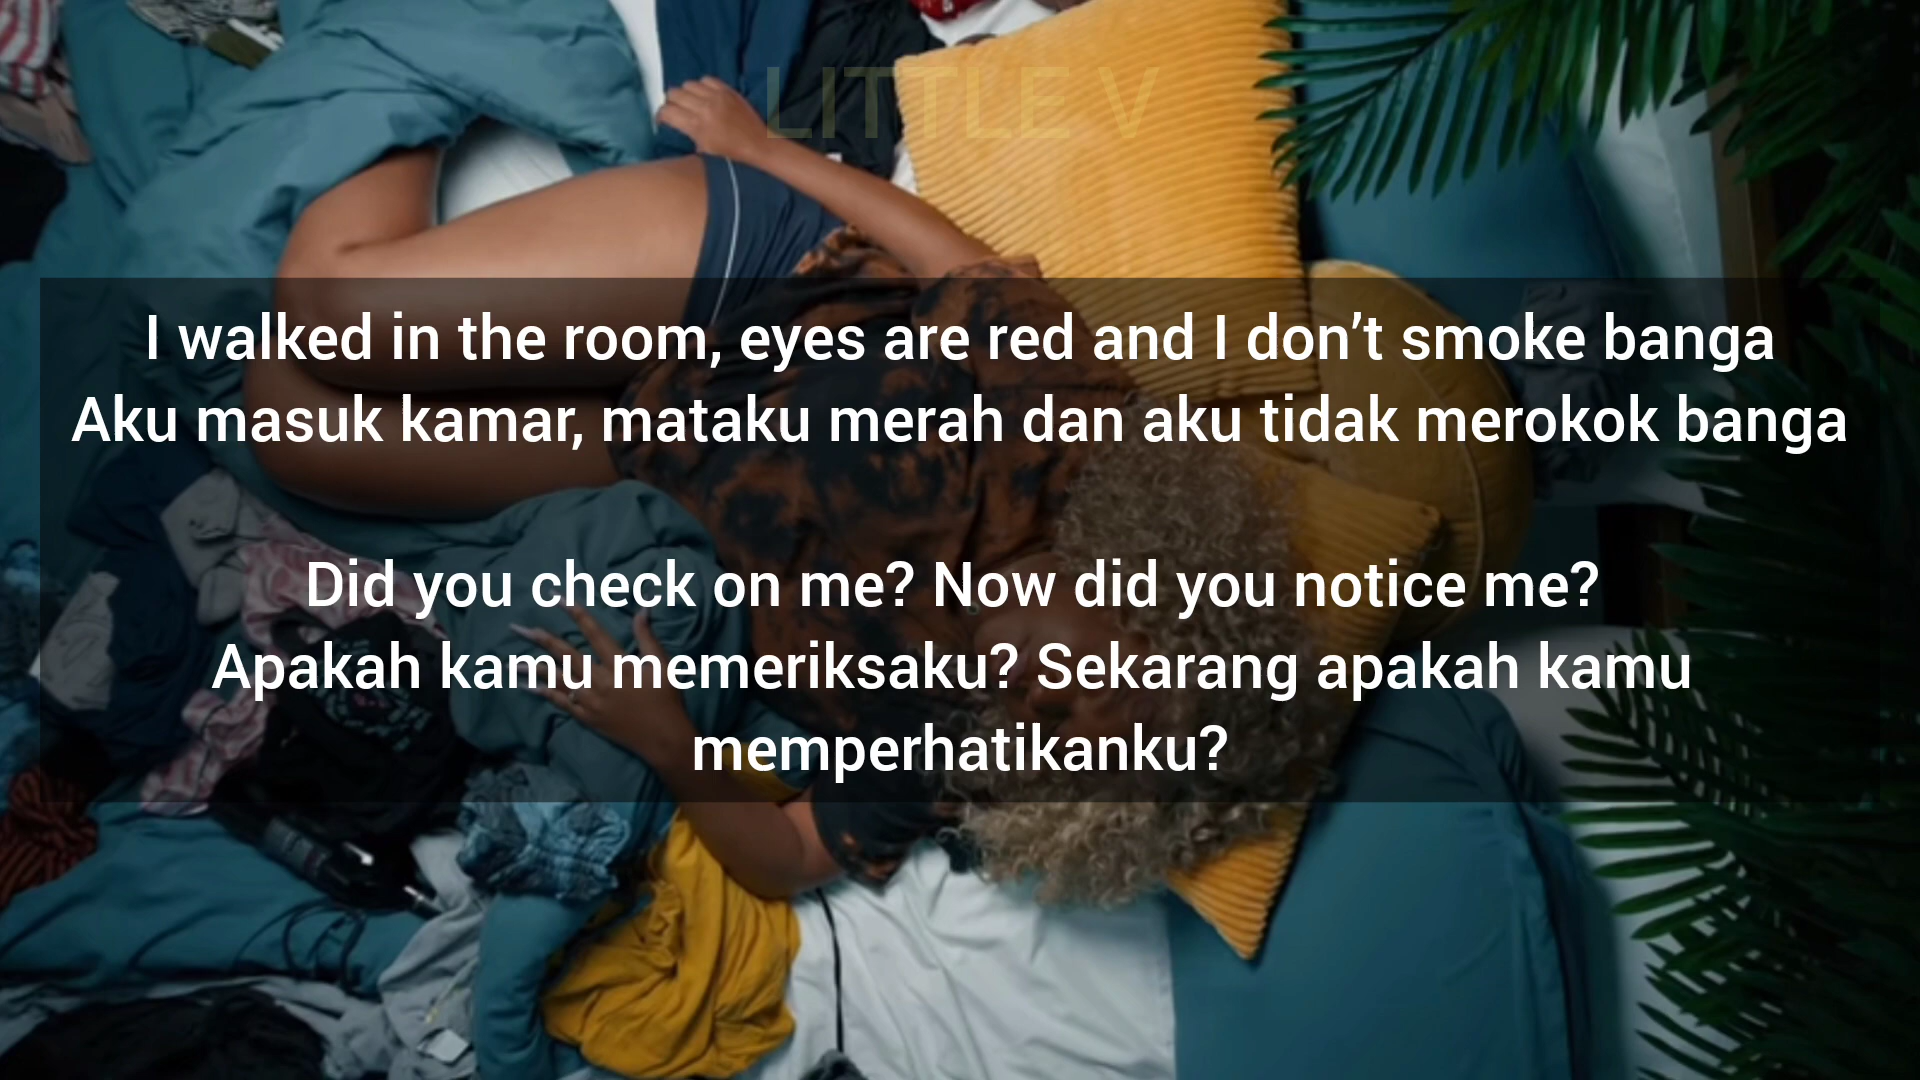 LITTLE V
I walked in the room, eyes are red and I don’t smoke banga
Aku masuk kamar, mataku merah dan aku tidak merokok banga
Did you check on me? Now did you notice me?
Apakah kamu memeriksaku? Sekarang apakah kamu
memperhatikanku?